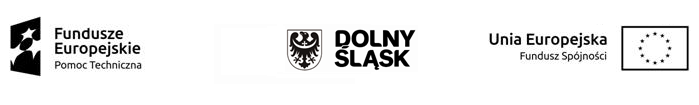 Fundusze
Europejskie
Pomoc Techniczna
DOLNY
ŚLĄSK
Unia Europejska
Fundusz Spójności